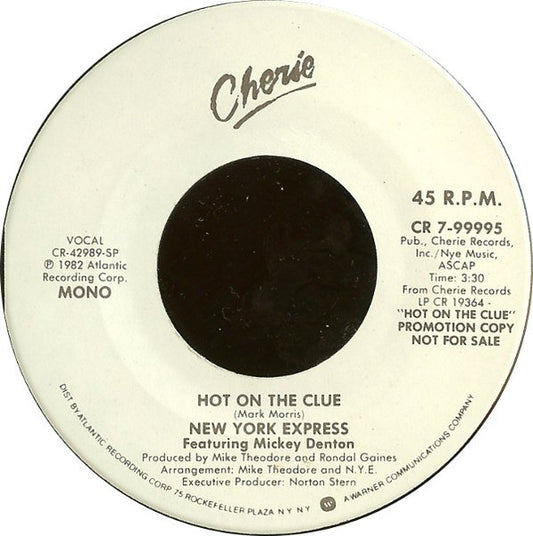 Cherie
45 R.P.M.
CR 7-99995
Pub., Cherie Records,
Inc./Nye Music,
ASCAP
Time: 3:30
From Cherie Records
LP CR 19364 -
"HOT ON THE CLUE"
PROMOTION COPY
NOT FOR SALE
VOCAL
CR-42989-SP
℗ 1982 Atlantic
Recording Corp.
MONO
HOT ON THE CLUE
(Mark Morris)
NEW YORK EXPRESS
Featuring Mickey Denton
Produced by Mike Theodore and Rondal Gaines
Arrangement: Mike Theodore and N.Y.E.
Executive Producer: Norton Stern
DIST BY ATLANTIC RECORDING CORP 75 ROCKEFELLER PLAZA N Y N Y W A WARNER COMMUNICATIONS COMPANY